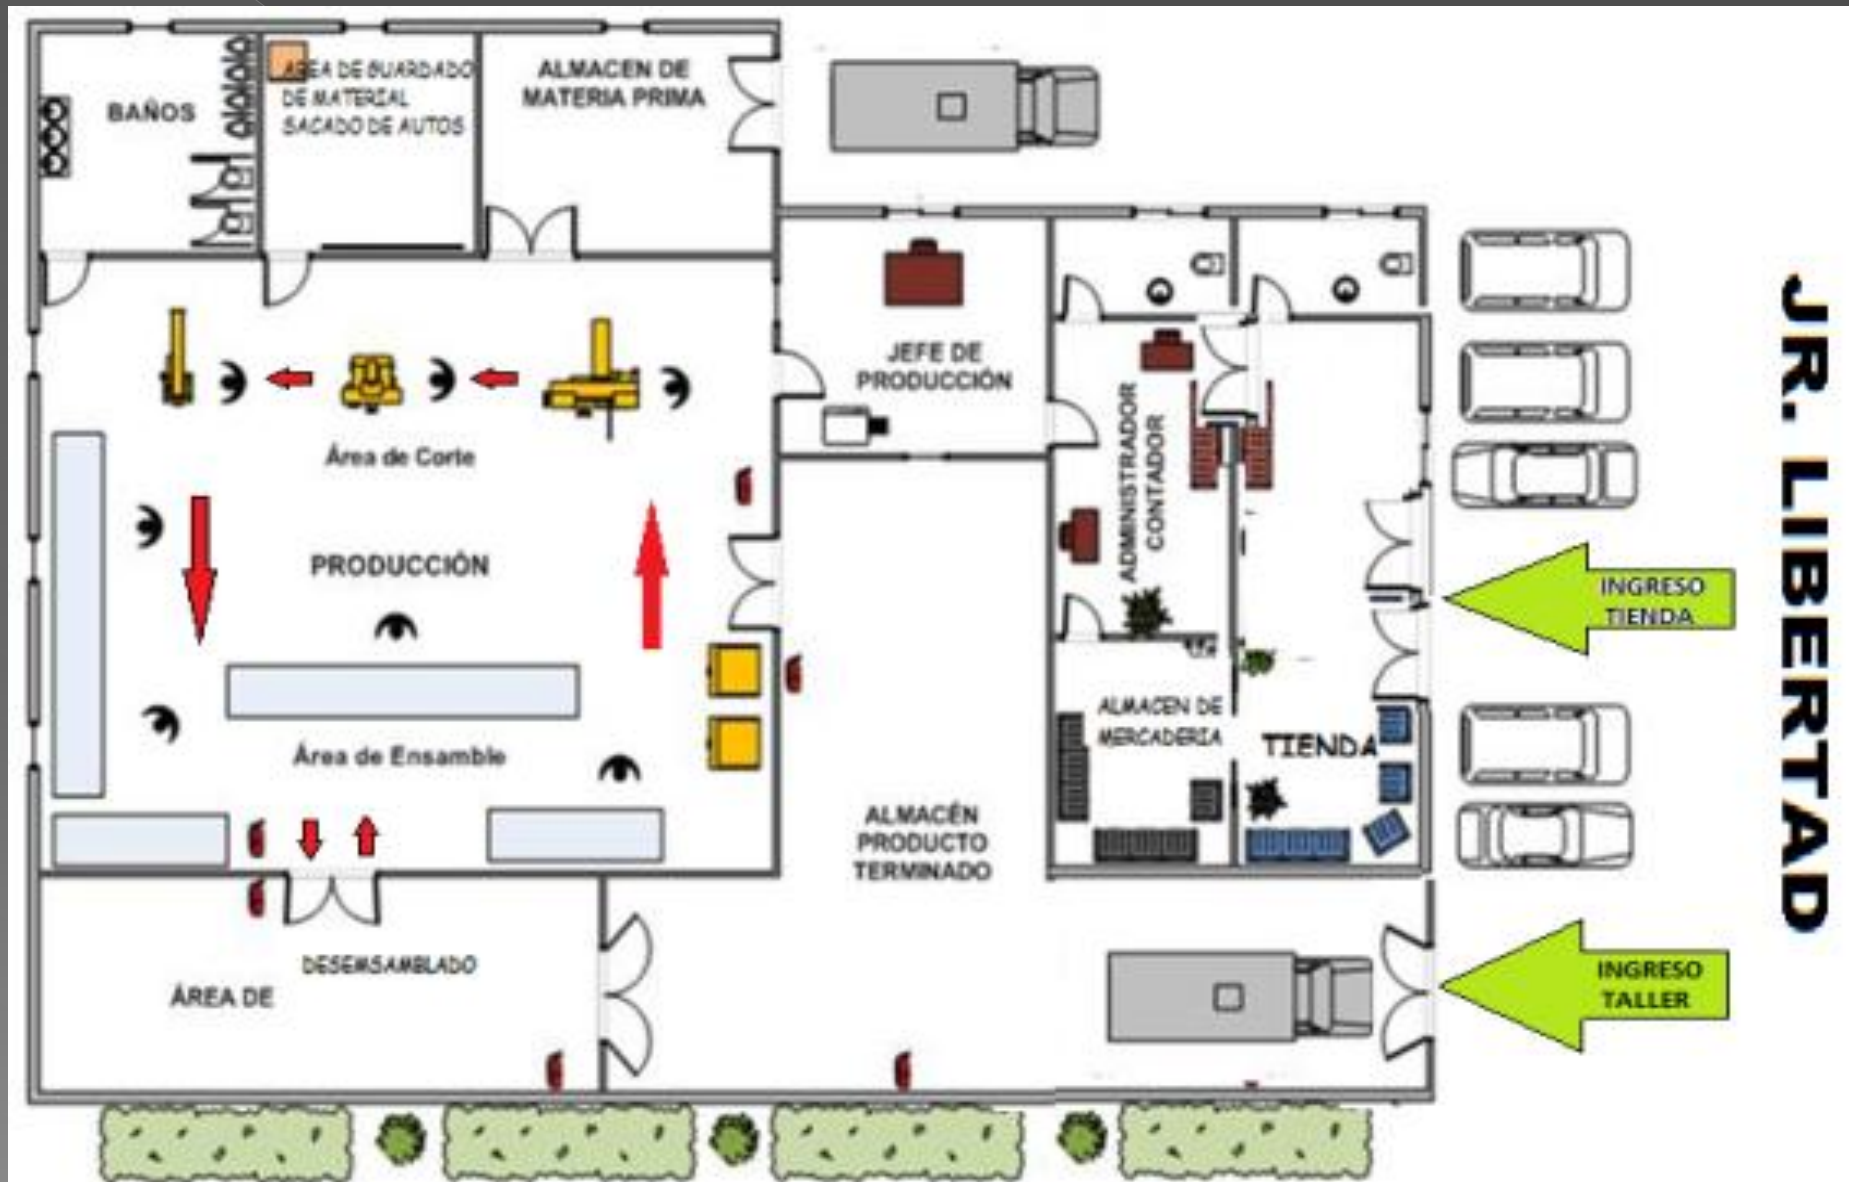 BAÑOS
AREA DE GUARDADO
DE MATERIAL
SACADO DE AUTOS
ALMACEN DE
MATERIA PRIMA
JEFE DE
PRODUCCIÓN
Área de Corte
ADMINISTRADOR
CONTADOR
PRODUCCIÓN
INGRESO
TIENDA
JR. LIBERTAD
ALMACEN DE
MERCADERIA
TIENDA
Área de Ensamble
ALMACÉN
PRODUCTO
TERMINADO
DESEMSAMBLADO
ÁREA DE
INGRESO
TALLER